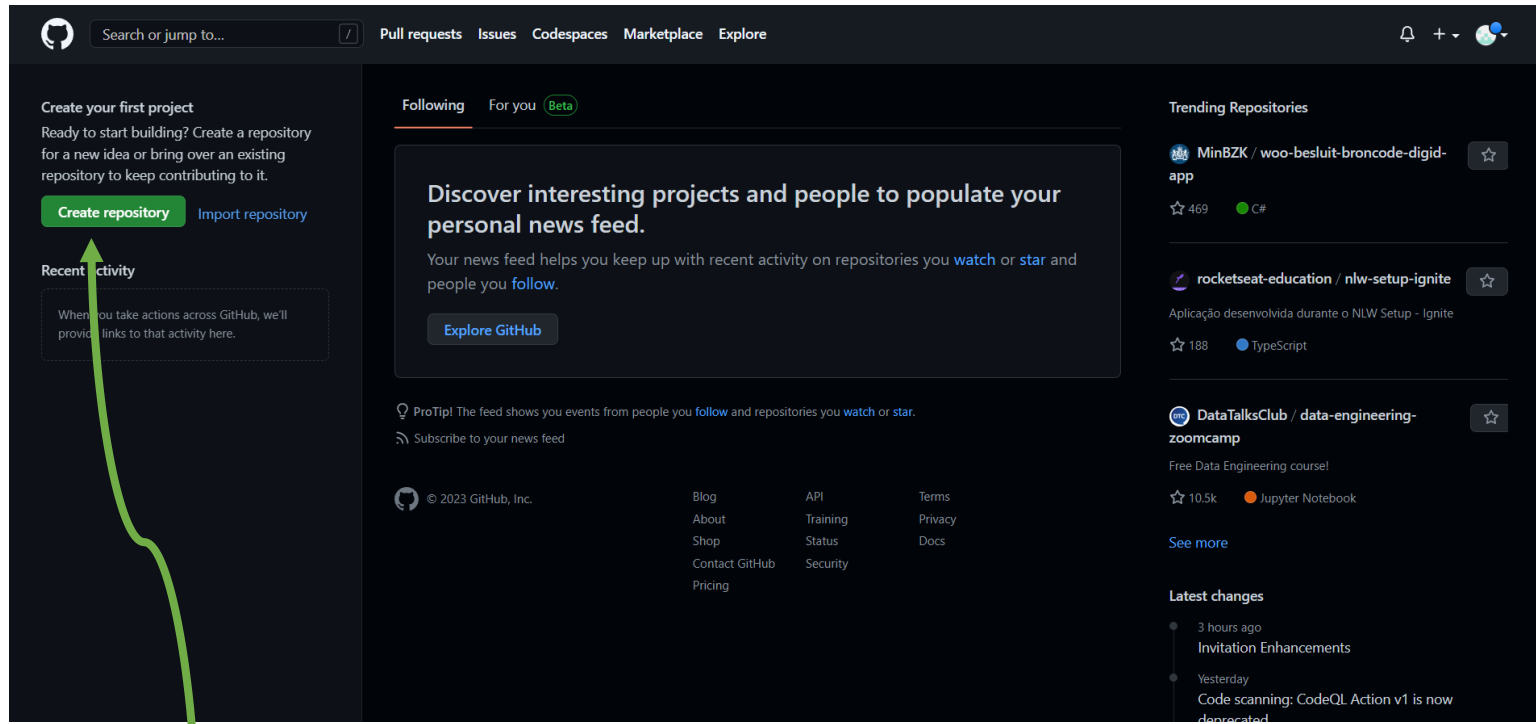 Search or jump to...
/
Pull requests Issues Codespaces Marketplace Explore
Create your first project
Ready to start building? Create a repository
for a new idea or bring over an existing
repository to keep contributing to it.
Create repository Import repository
Recent activity
When you take actions across GitHub, we'll
provide links to that activity here.
Following For you Beta
Discover interesting projects and people to populate your
personal news feed.
Your news feed helps you keep up with recent activity on repositories you watch or star and
people you follow.
Explore GitHub
ProTip! The feed shows you events from people you follow and repositories you watch or star.
Subscribe to your news feed
© 2023 GitHub, Inc.
Blog
About
Shop
Contact GitHub
Pricing
API
Training
Status
Security
Terms
Privacy
Docs
Trending Repositories
MinBZK / woo-besluit-broncode-digid-
app
469 C#
rocketseat-education / nlw-setup-ignite
Aplicação desenvolvida durante o NLW Setup - Ignite
188 TypeScript
DTC
DataTalksClub / data-engineering-
zoomcamp
Free Data Engineering course!
10.5k Jupyter Notebook
See more
Latest changes
3 hours ago
Invitation Enhancements
Yesterday
Code scanning: CodeQL Action v1 is now
deprecated